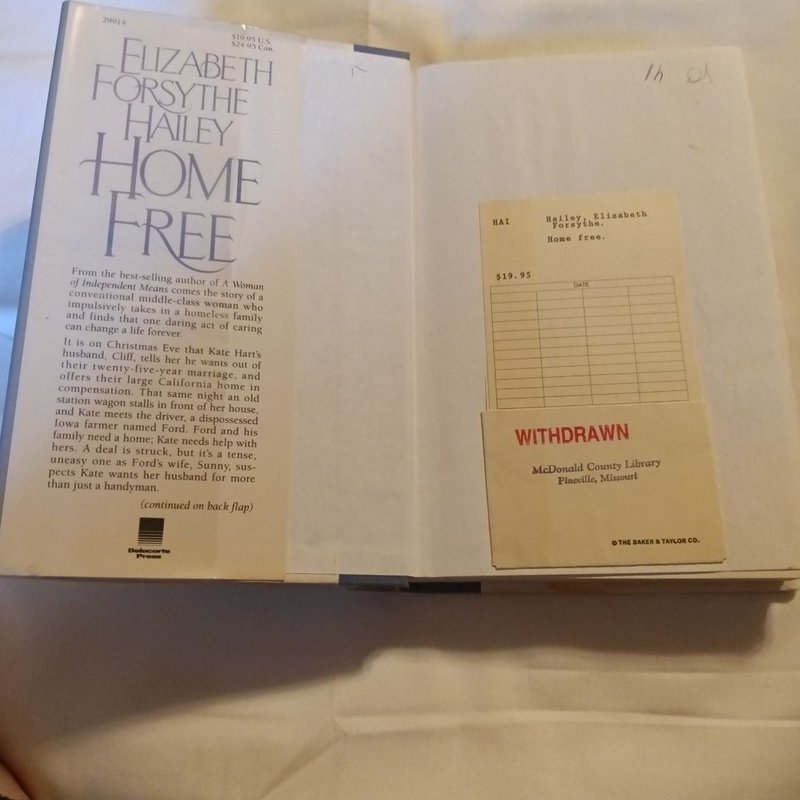 29914
$19.95 U.S.
$24.95 Can.
ELIZABETH
FORSYTHE
HAILEY
HOME
FREE
From the best-selling author of A Woman
of Independent Means comes the story of a
conventional middle-class woman who
impulsively takes in a homeless family
and finds that one daring act of caring
can change a life forever.
It is on Christmas Eve that Kate Hart's
husband, Cliff, tells her he wants out of
their twenty-five-year marriage, and
offers their large California home in
compensation. That same night an old
station wagon stalls in front of her house,
and Kate meets the driver, a dispossessed
Iowa farmer named Ford. Ford and his
family need a home; Kate needs help with
hers. A deal is struck, but it's a tense,
uneasy one as Ford's wife, Sunny, sus-
pects Kate wants her husband for more
than just a handyman.
(continued on back flap)
Delacorte
Press
HAI Hailey, Elizabeth
Forsythe.
Home free.
$19.95
DATE
WITHDRAWN
McDonald County Library
Pineville, Missouri
© THE BAKER & TAYLOR CO.